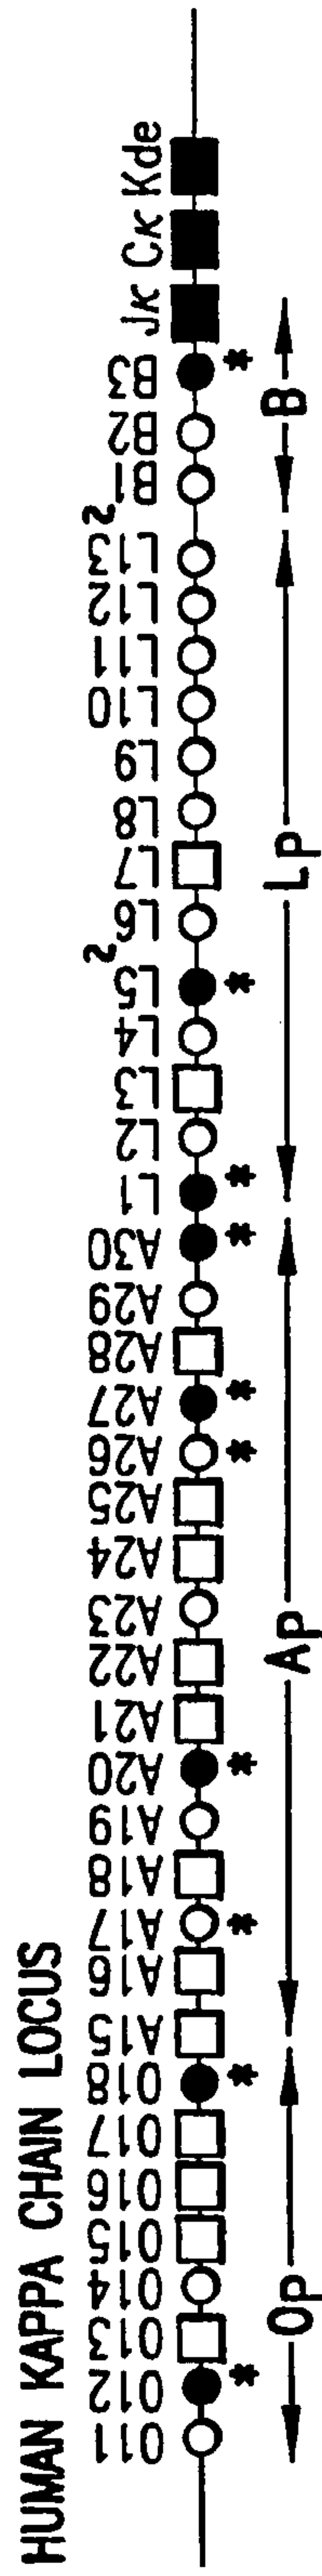 HUMAN KAPPA CHAIN LOCUS
O11 O12 O13 O14 O15 O16 O17 O18 A15 A16 A17 A18 A19 A20 A21 A22 A23 A24 A25 A26 A27 A28 A29 A30 L1 L2 L3 L4 L5² L6 L7 L8 L9 L10 L11 L12 L13² B1 B2 B3 Jκ Cκ Kde
* * * * * * * * * *
Op Ap Lp B